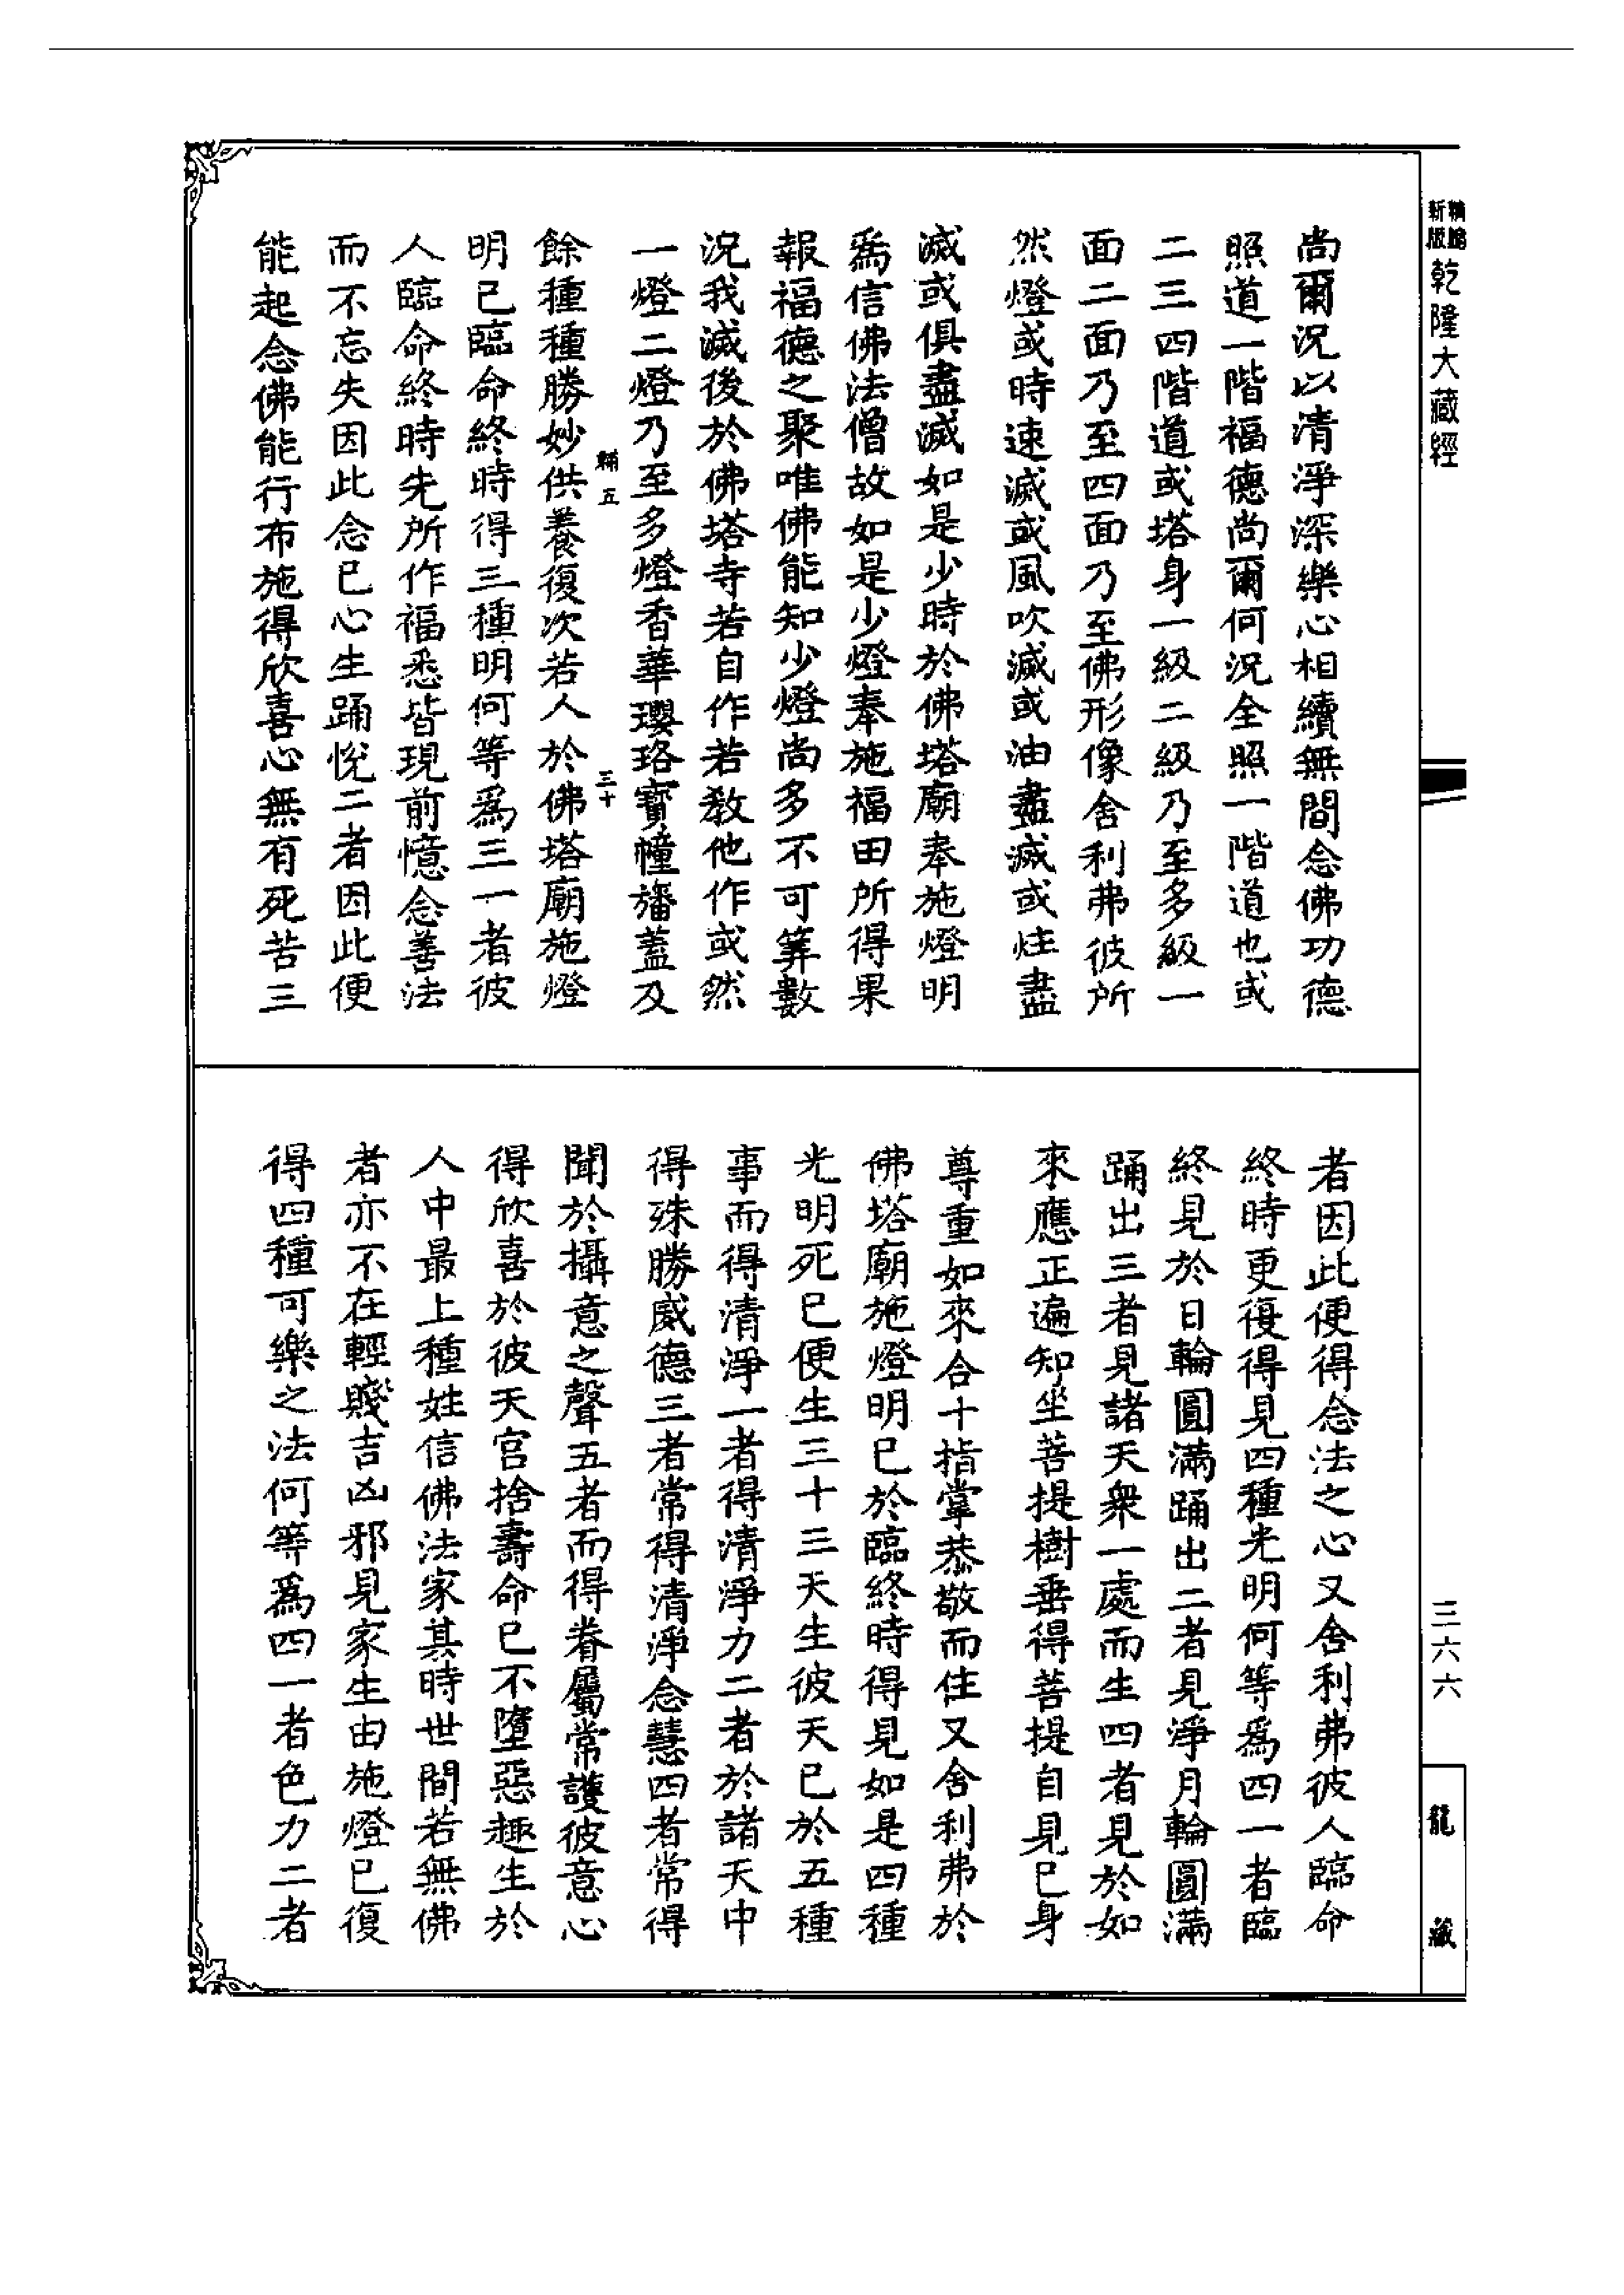 精縮新版乾隆大藏經
三六六
龍藏
尚爾況以清淨深樂心相續無間念佛功德
照道一階福德尚爾何況全照一階道也或
二三四階道或塔身一級二級乃至多級一
面二面乃至四面乃至佛形像舍利弗彼所
然燈或時速滅或風吹滅或油盡滅或炷盡
滅或俱盡滅如是少時於佛塔廟奉施燈明
爲信佛法僧故如是少燈奉施福田所得果
報福德之聚唯佛能知少燈尚多不可筭數
況我滅後於佛塔寺若自作若教他作或然
一燈二燈乃至多燈香華瓔珞寶幢旛蓋及
輔五 三十
餘種種勝妙供養復次若人於佛塔廟施燈
明已臨命終時得三種明何等爲三一者彼
人臨命終時先所作福悉皆現前憶念善法
而不忘失因此念已心生踊悅二者因此便
能起念佛能行布施得欣喜心無有死苦三
者因此便得念法之心又舍利弗彼人臨命
終時更復得見四種光明何等爲四一者臨
終見於日輪圓滿踊出二者見淨月輪圓滿
踊出三者見諸天衆一處而生四者見於如
來應正遍知坐菩提樹垂得菩提自見已身
尊重如來合十指掌恭敬而住又舍利弗於
佛塔廟施燈明已於臨終時得見如是四種
光明死已便生三十三天生彼天已於五種
事而得清淨一者得清淨力二者於諸天中
得殊勝威德三者常得清淨念慧四者常得
聞於攝意之聲五者而得眷屬常護彼意心
得欣喜於彼天宮捨壽命已不墮惡趣生於
人中最上種姓信佛法家其時世間若無佛
者亦不在輕賤吉凶邪見家生由施燈已復
得四種可樂之法何等爲四一者色力二者